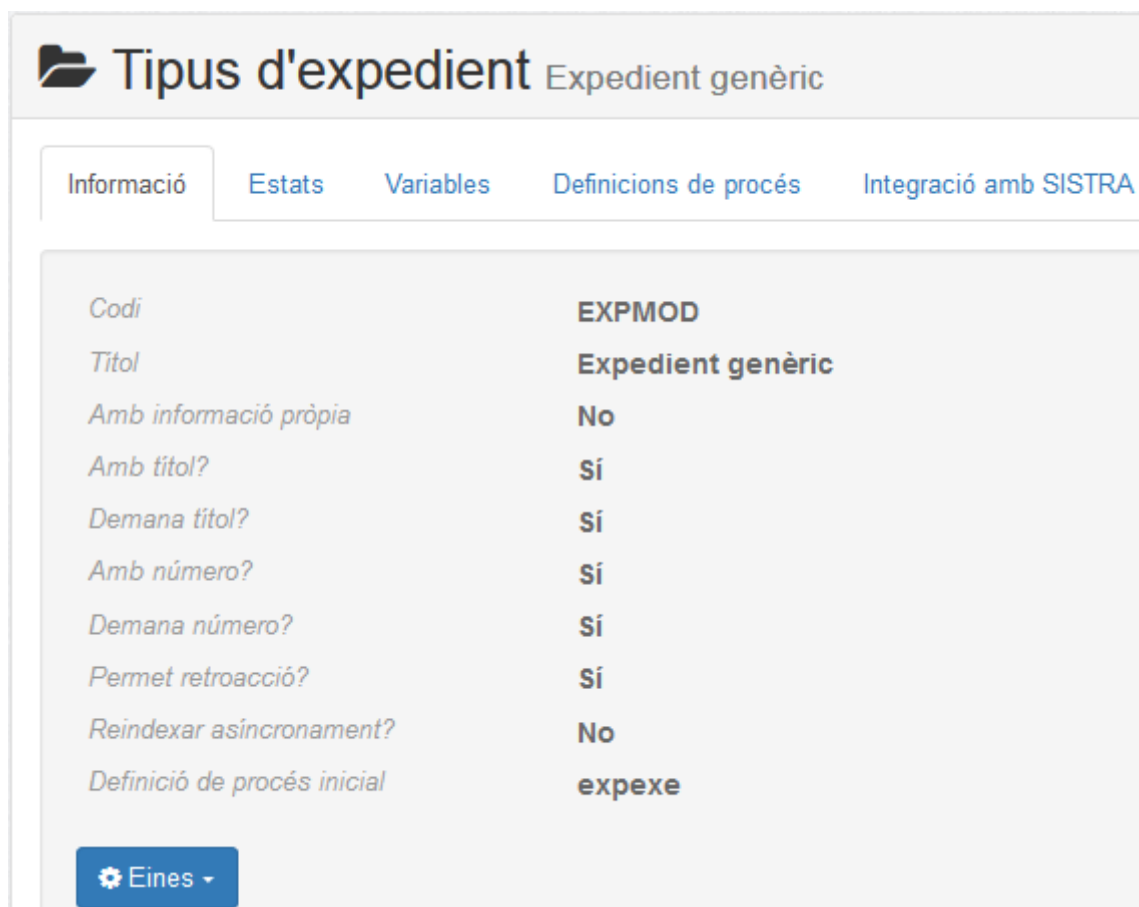 Tipus d'expedient Expedient genèric
Informació Estats Variables Definicions de procés Integració amb SISTRA
Codi EXPMOD
Títol Expedient genèric
Amb informació pròpia No
Amb títol? Sí
Demana títol? Sí
Amb número? Sí
Demana número? Sí
Permet retroacció? Sí
Reindexar asíncronament? No
Definició de procés inicial expexe
Eines